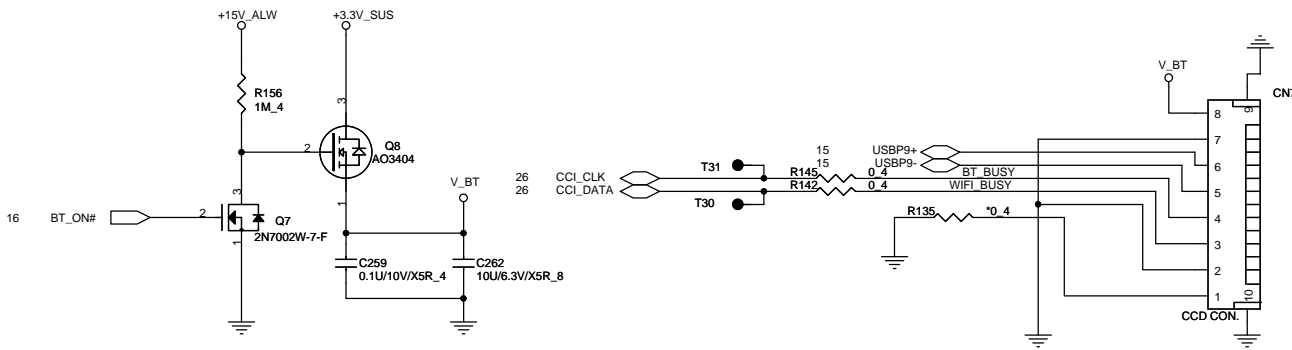 +15V_ALW
+3.3V_SUS
R156
1M_4
3
2
Q8
AO3404
1
3
16 BT_ON# 2
Q7
2N7002W-7-F
1
V_BT
C259
0.1U/10V/X5R_4
C262
10U/6.3V/X5R_8
V_BT
T31
15 USBP9+
15 USBP9-
26 CCI_CLK R145 0_4 BT_BUSY
26 CCI_DATA R142 0_4 WIFI_BUSY
T30
R135 *0_4
9
8
7
6
5
4
3
2
1
10
CCD CON.